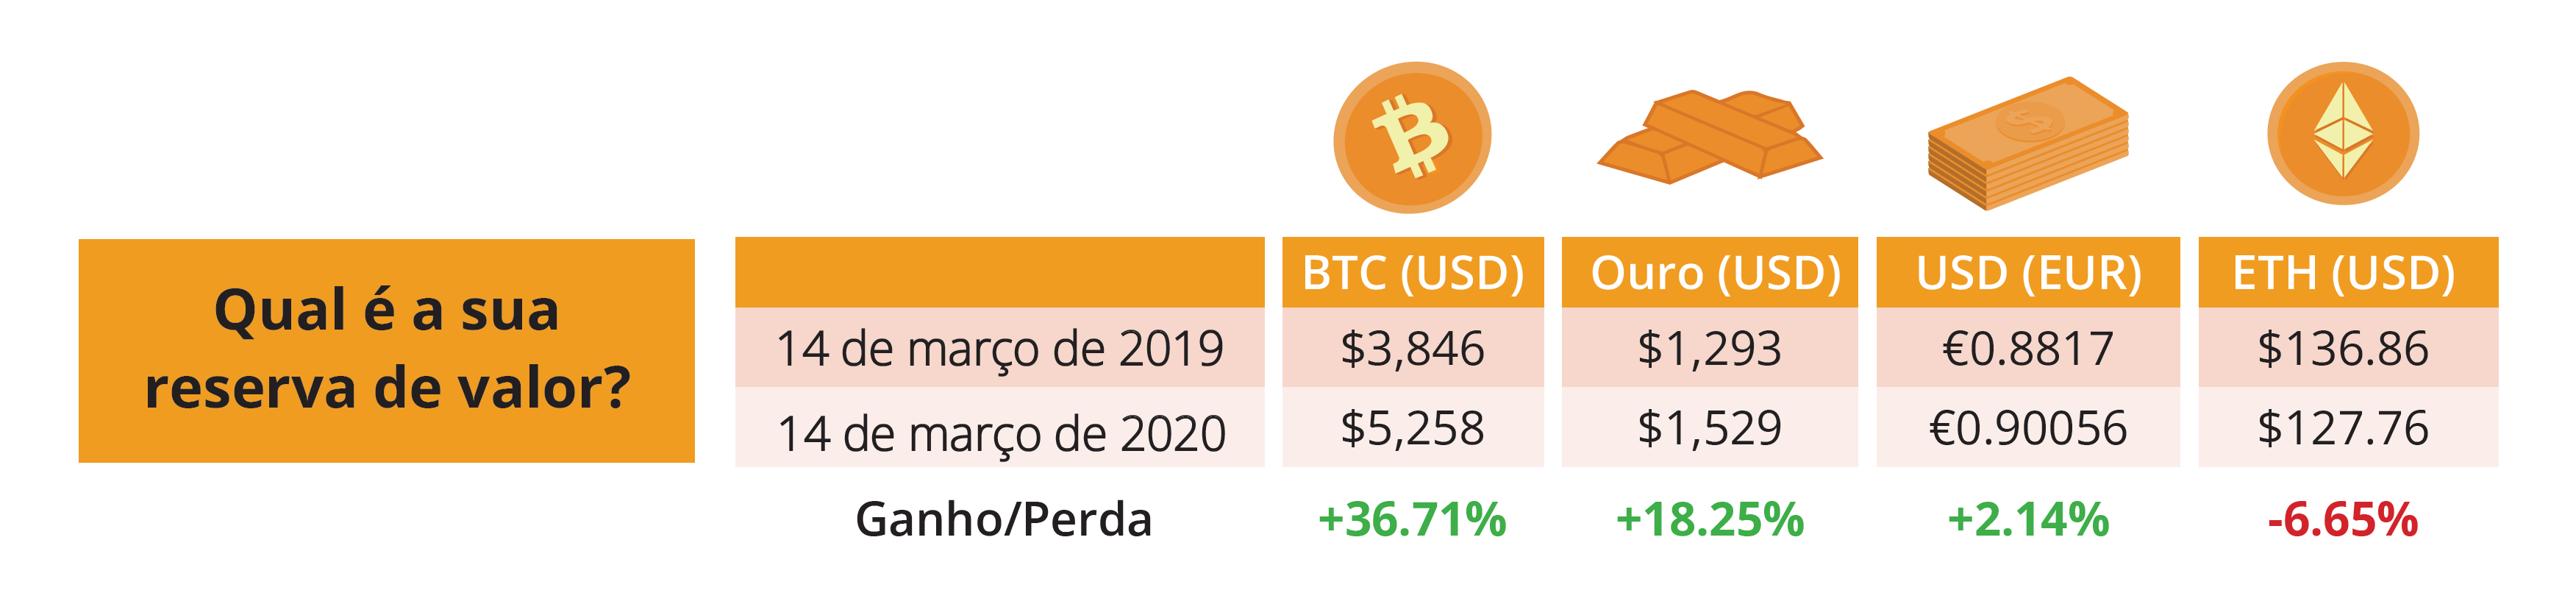 Qual é a sua
reserva de valor?
BTC (USD) Ouro (USD) USD (EUR) ETH (USD)
14 de março de 2019 $3,846 $1,293 €0.8817 $136.86
14 de março de 2020 $5,258 $1,529 €0.90056 $127.76
Ganho/Perda +36.71% +18.25% +2.14% -6.65%